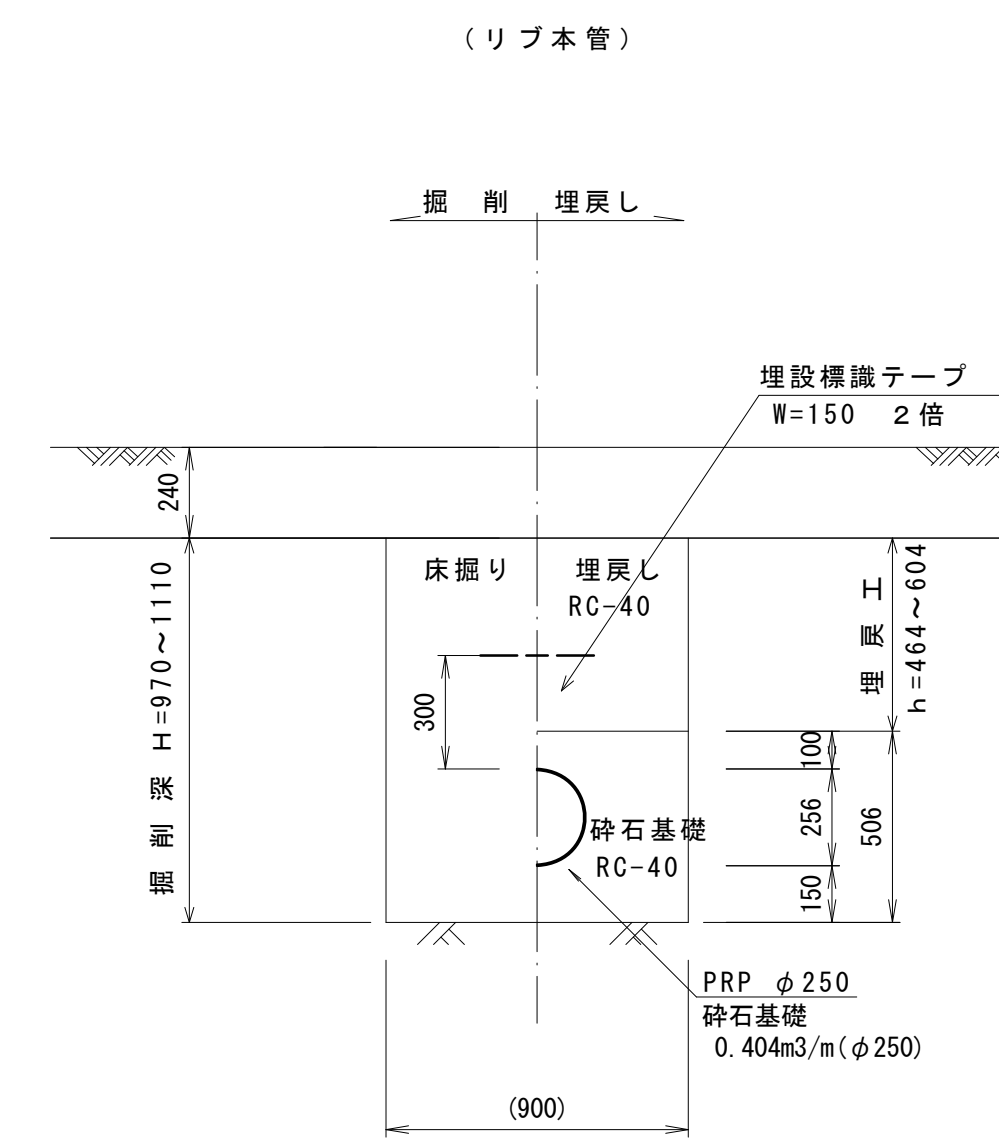 (リブ本管)
掘 削 埋戻し
埋設標識テープ
W=150 2倍
240
床掘り 埋戻し
RC-40
掘削深 H=970~1110
埋戻工
h=464~604
300
100
256
506
150
砕石基礎
RC-40
PRP φ250
砕石基礎
0.404m3/m(φ250)
(900)